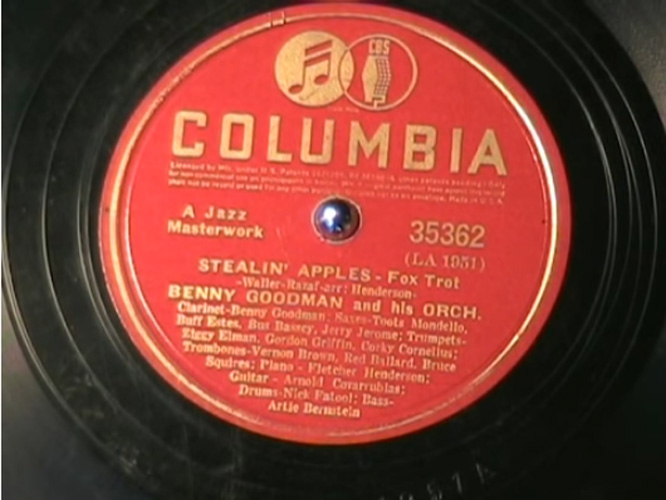 CBS
COLUMBIA
A Jazz
Masterwork
35362
(LA 1951)
STEALIN' APPLES - Fox Trot
-Waller-Razaf-arr: Henderson-
BENNY GOODMAN and his ORCH.
Clarinet-Benny Goodman: Saxes-Toots Mondello,
Buff Estes, Bus Bassey, Jerry Jerome; Trumpets-
Ziggy Elman, Gordon Griffin, Corky Cornelius;
Trombones-Vernon Brown, Red Ballard, Bruce
Squires; Piano - Fletcher Henderson;
Guitar - Arnold Covarrubias;
Drums-Nick Fatool; Bass-
Artie Bernstein